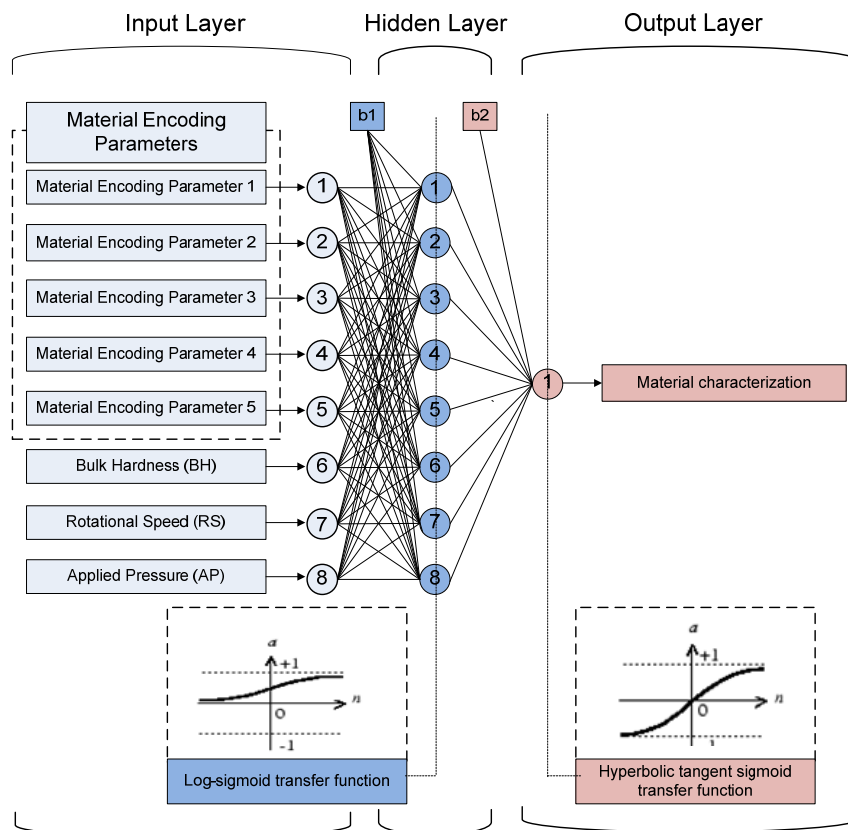 Input Layer
Hidden Layer
Output Layer
Material Encoding
Parameters
b1
b2
Material Encoding Parameter 1
1
1
Material Encoding Parameter 2
2
2
Material Encoding Parameter 3
3
3
Material Encoding Parameter 4
4
4
1
Material characterization
Material Encoding Parameter 5
5
5
Bulk Hardness (BH)
6
6
Rotational Speed (RS)
7
7
Applied Pressure (AP)
8
8
a
+1
n
0
-1
Log-sigmoid transfer function
a
+1
n
0
Hyperbolic tangent sigmoid
transfer function